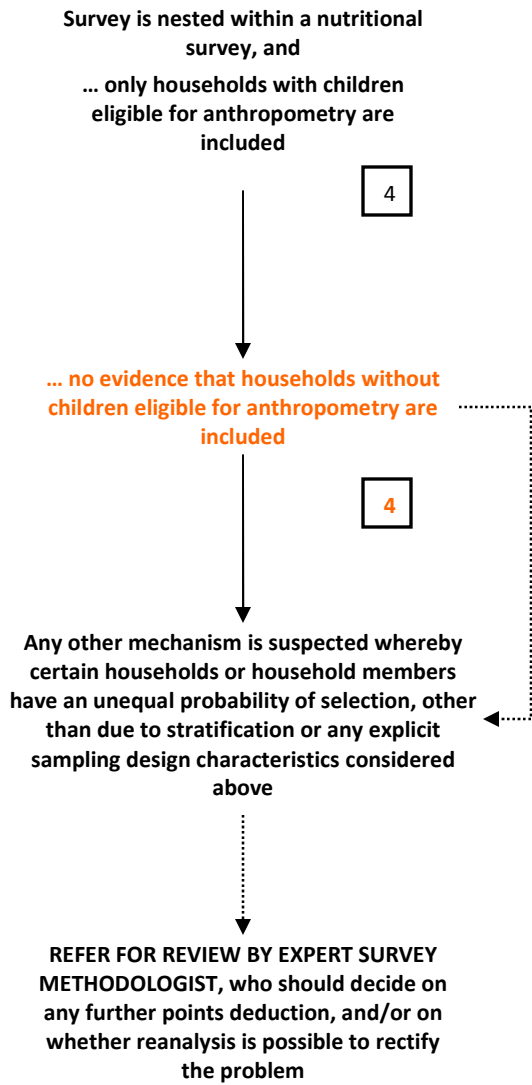 Survey is nested within a nutritional
survey, and
... only households with children
eligible for anthropometry are
included
4
... no evidence that households without
children eligible for anthropometry are
included
4
Any other mechanism is suspected whereby
certain households or household members
have an unequal probability of selection, other
than due to stratification or any explicit
sampling design characteristics considered
above
REFER FOR REVIEW BY EXPERT SURVEY
METHODOLOGIST, who should decide on
any further points deduction, and/or on
whether reanalysis is possible to rectify
the problem